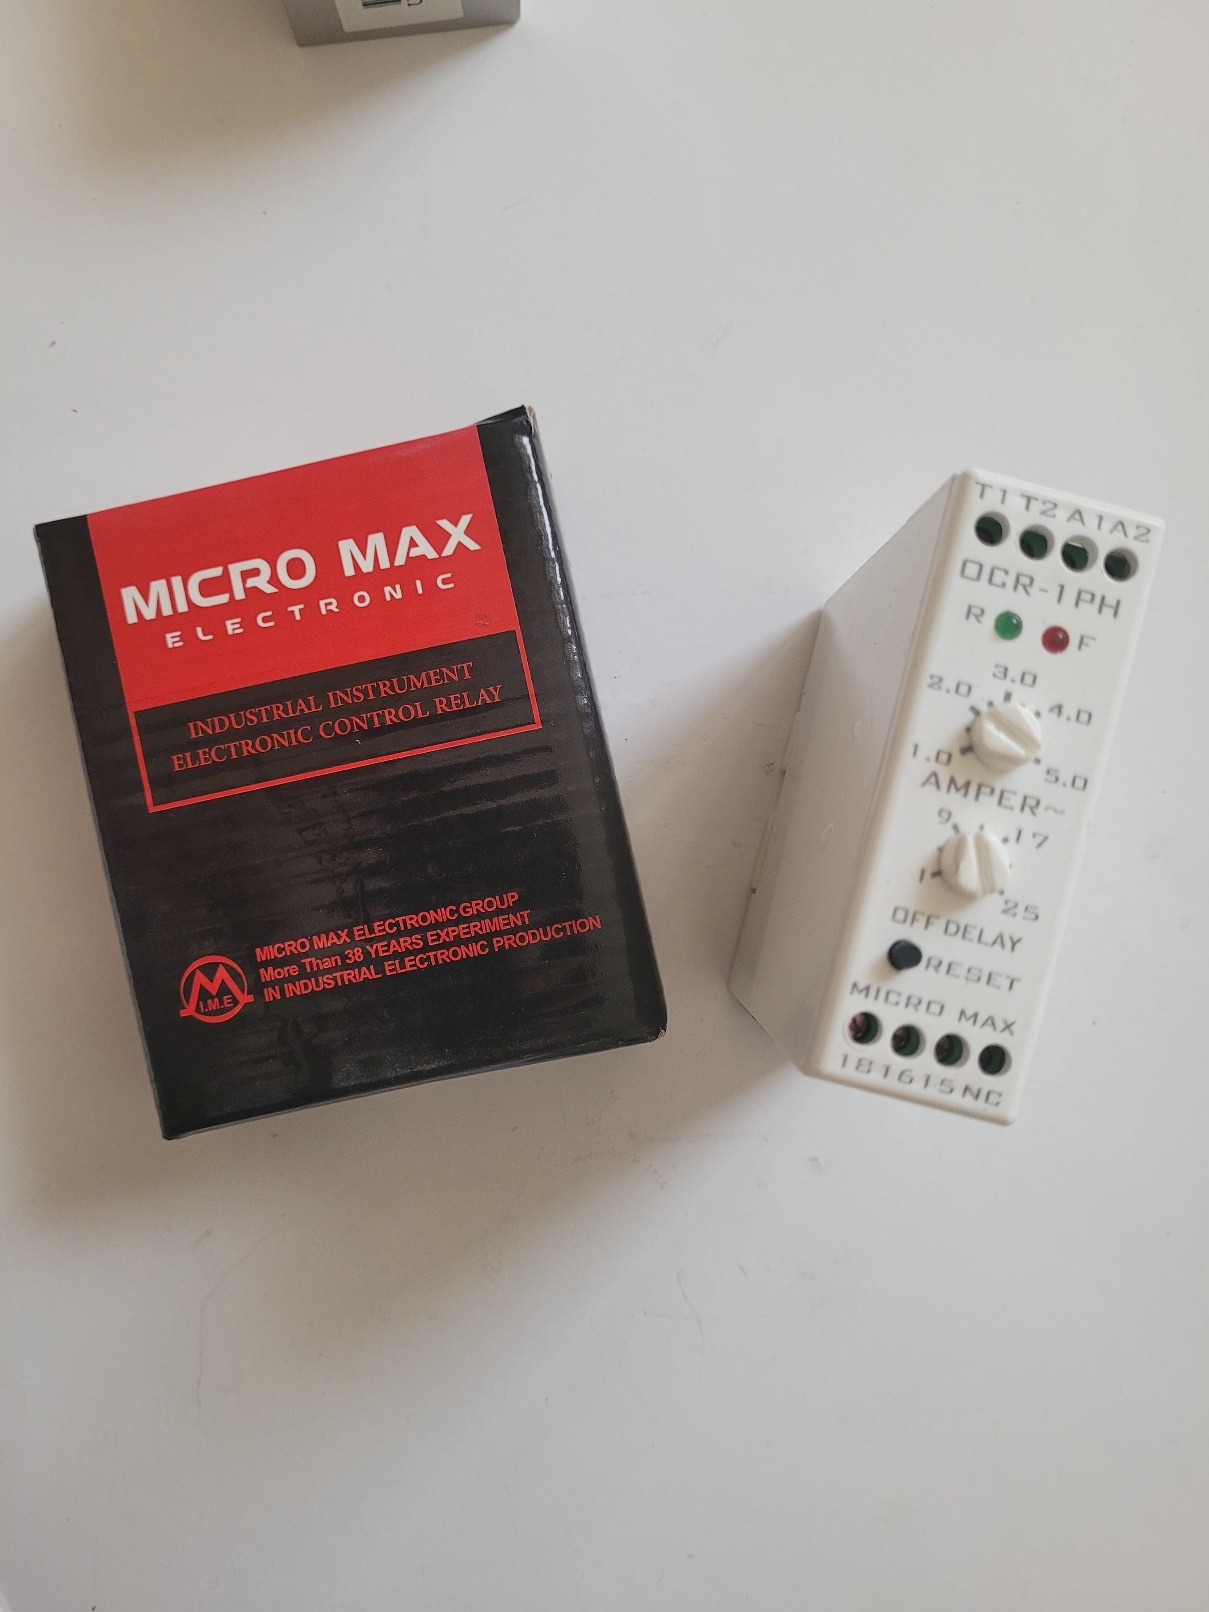 MICRO MAX
ELECTRONIC
INDUSTRIAL INSTRUMENT
ELECTRONIC CONTROL RELAY
MICRO MAX ELECTRONIC GROUP
More Than 38 YEARS EXPERIMENT
IN INDUSTRIAL ELECTRONIC PRODUCTION
I.M.E
T1 T2 A1 A2
OCR-1PH
R F
3.0
2.0 4.0
1.0 5.0
AMPER~
9 17
1 25
OFF DELAY
RESET
MICRO MAX
18 16 15 NC